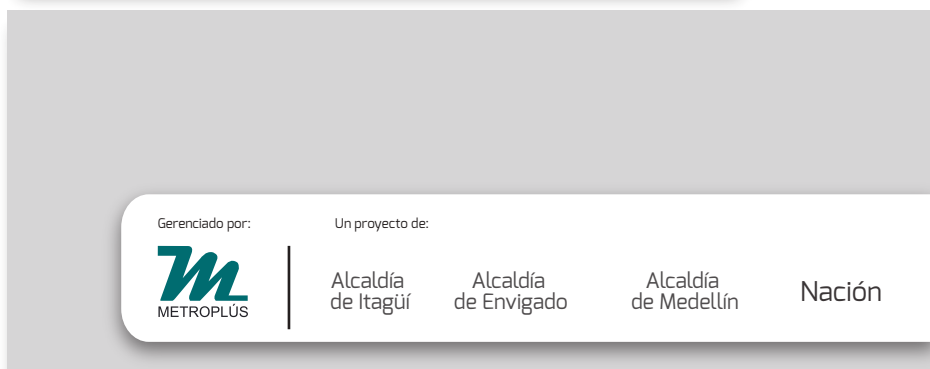 Gerenciado por:
Un proyecto de:
METROPLÚS
Alcaldía
de Itagüí
Alcaldía
de Envigado
Alcaldía
de Medellín
Nación